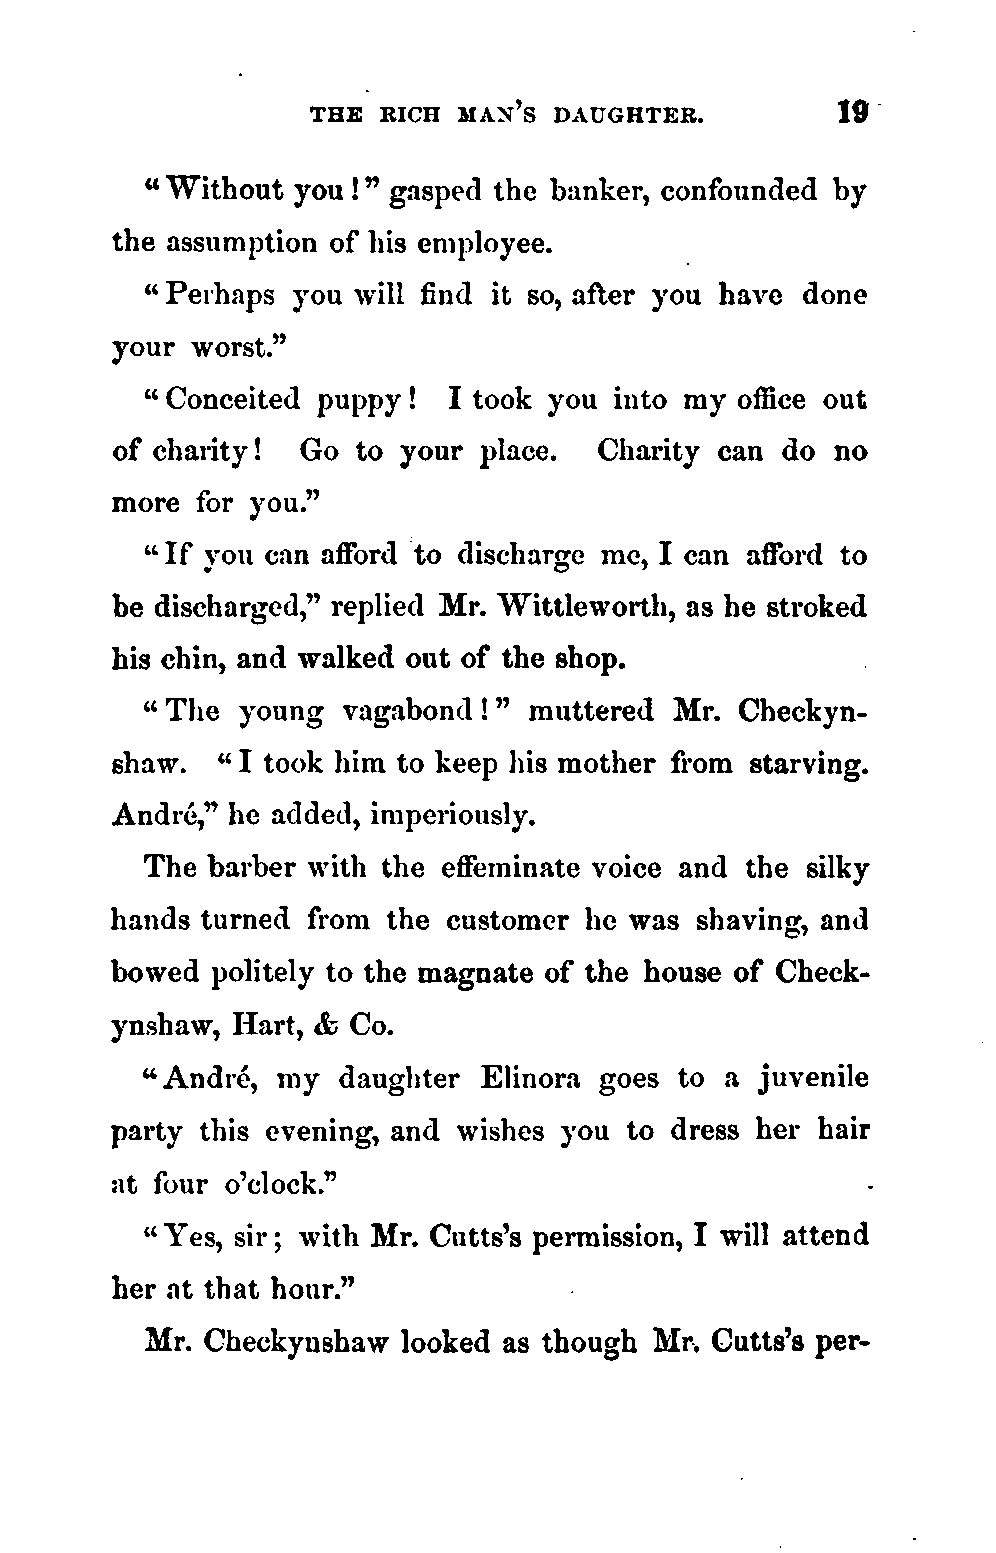 THE RICH MAN'S DAUGHTER. 19
"Without you!" gasped the banker, confounded by
the assumption of his employee.
"Perhaps you will find it so, after you have done
your worst."
"Conceited puppy! I took you into my office out
of charity! Go to your place. Charity can do no
more for you."
"If you can afford to discharge me, I can afford to
be discharged," replied Mr. Wittleworth, as he stroked
his chin, and walked out of the shop.
"The young vagabond!" muttered Mr. Checkyn-
shaw. "I took him to keep his mother from starving.
André," he added, imperiously.
The barber with the effeminate voice and the silky
hands turned from the customer he was shaving, and
bowed politely to the magnate of the house of Check-
ynshaw, Hart, & Co.
"André, my daughter Elinora goes to a juvenile
party this evening, and wishes you to dress her hair
at four o'clock."
"Yes, sir; with Mr. Cutts's permission, I will attend
her at that hour."
Mr. Checkynshaw looked as though Mr. Cutts's per-